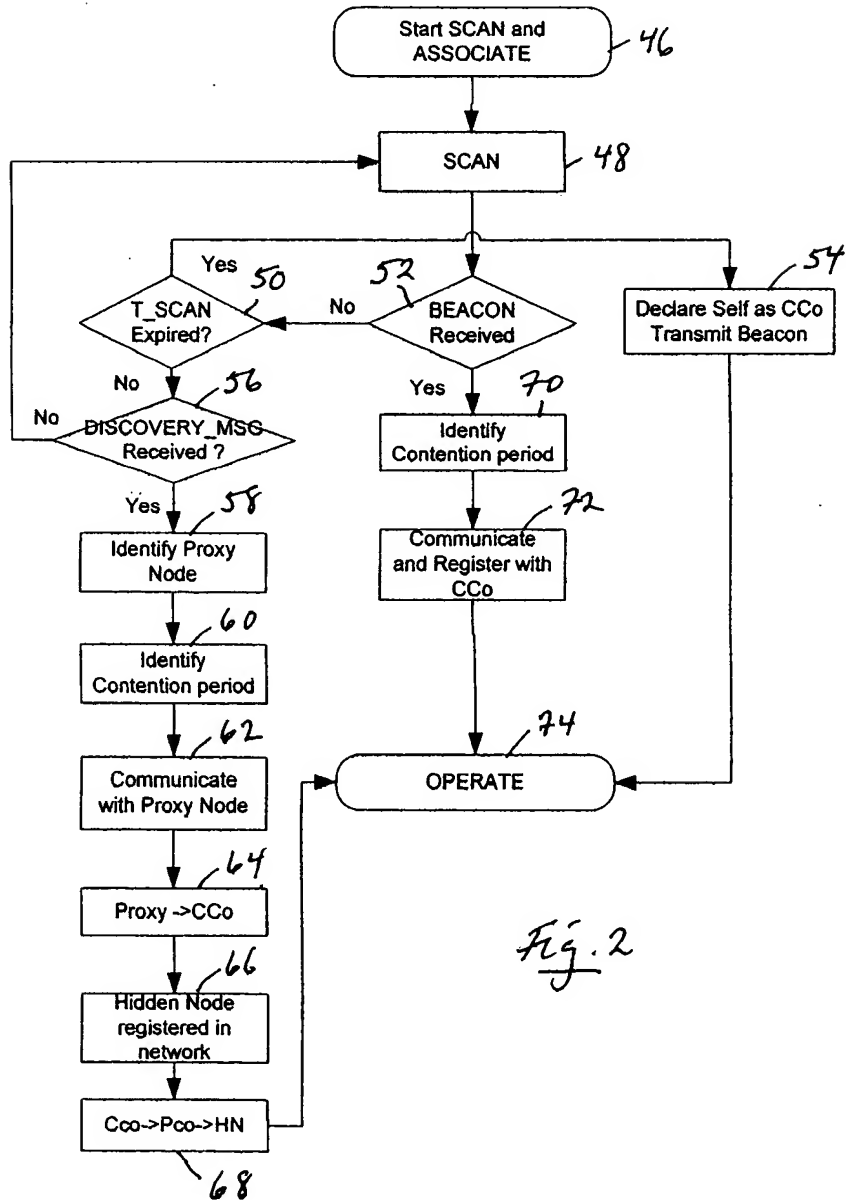 Start SCAN and
ASSOCIATE
46
SCAN
48
Yes
50
T_SCAN
Expired?
No
52
BEACON
Received
54
Declare Self as CCo
Transmit Beacon
No
56
No
DISCOVERY_MSG
Received ?
Yes
70
Identify
Contention period
Yes
58
Identify Proxy
Node
72
Communicate
and Register with
CCo
60
Identify
Contention period
62
Communicate
with Proxy Node
74
OPERATE
64
Proxy ->CCo
66
Hidden Node
registered in
network
Cco->Pco->HN
68
Fig. 2